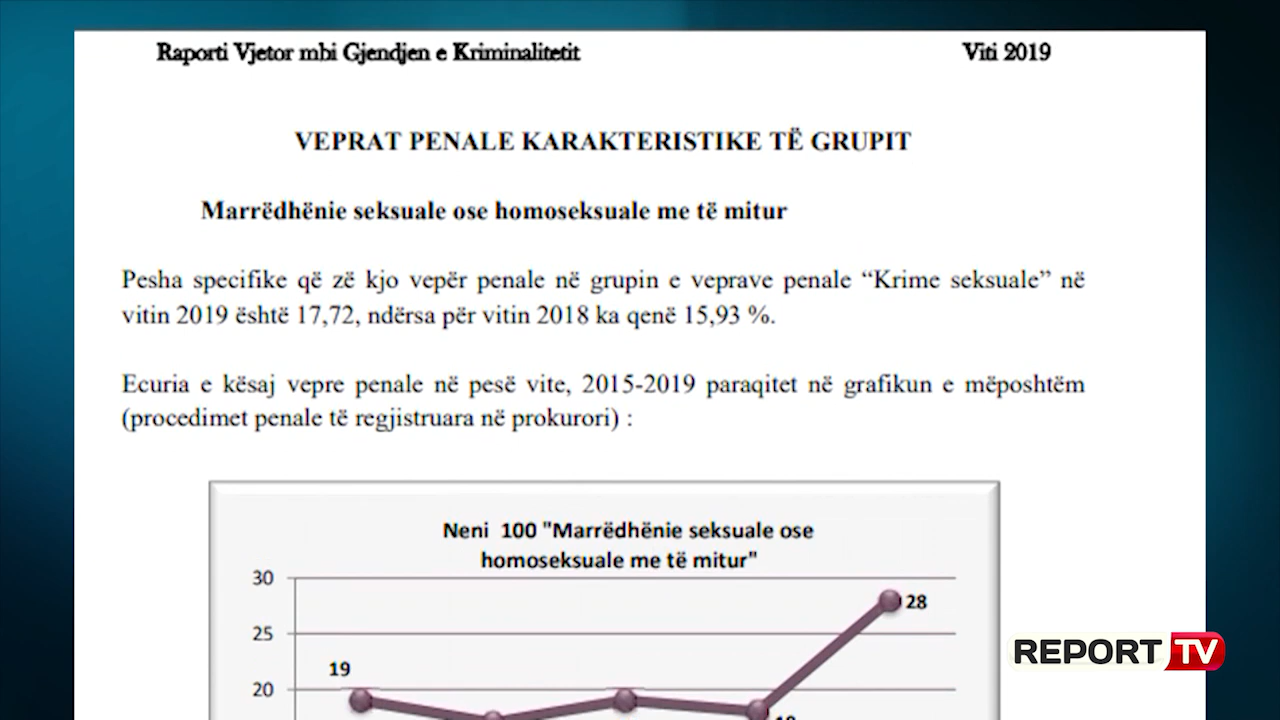 Raporti Vjetor mbi Gjendjen e Kriminalitetit Viti 2019
VEPRAT PENALE KARAKTERISTIKE TË GRUPIT
Marrëdhënie seksuale ose homoseksuale me të mitur
Pesha specifike që zë kjo vepër penale në grupin e veprave penale “Krime seksuale” në
vitin 2019 është 17,72, ndërsa për vitin 2018 ka qenë 15,93 %.
Ecuria e kësaj vepre penale në pesë vite, 2015-2019 paraqitet në grafikun e mëposhtëm
(procedimet penale të regjistruara në prokurori) :
Neni 100 "Marrëdhënie seksuale ose
homoseksuale me të mitur"
30
28
25
19
20
REPORT TV